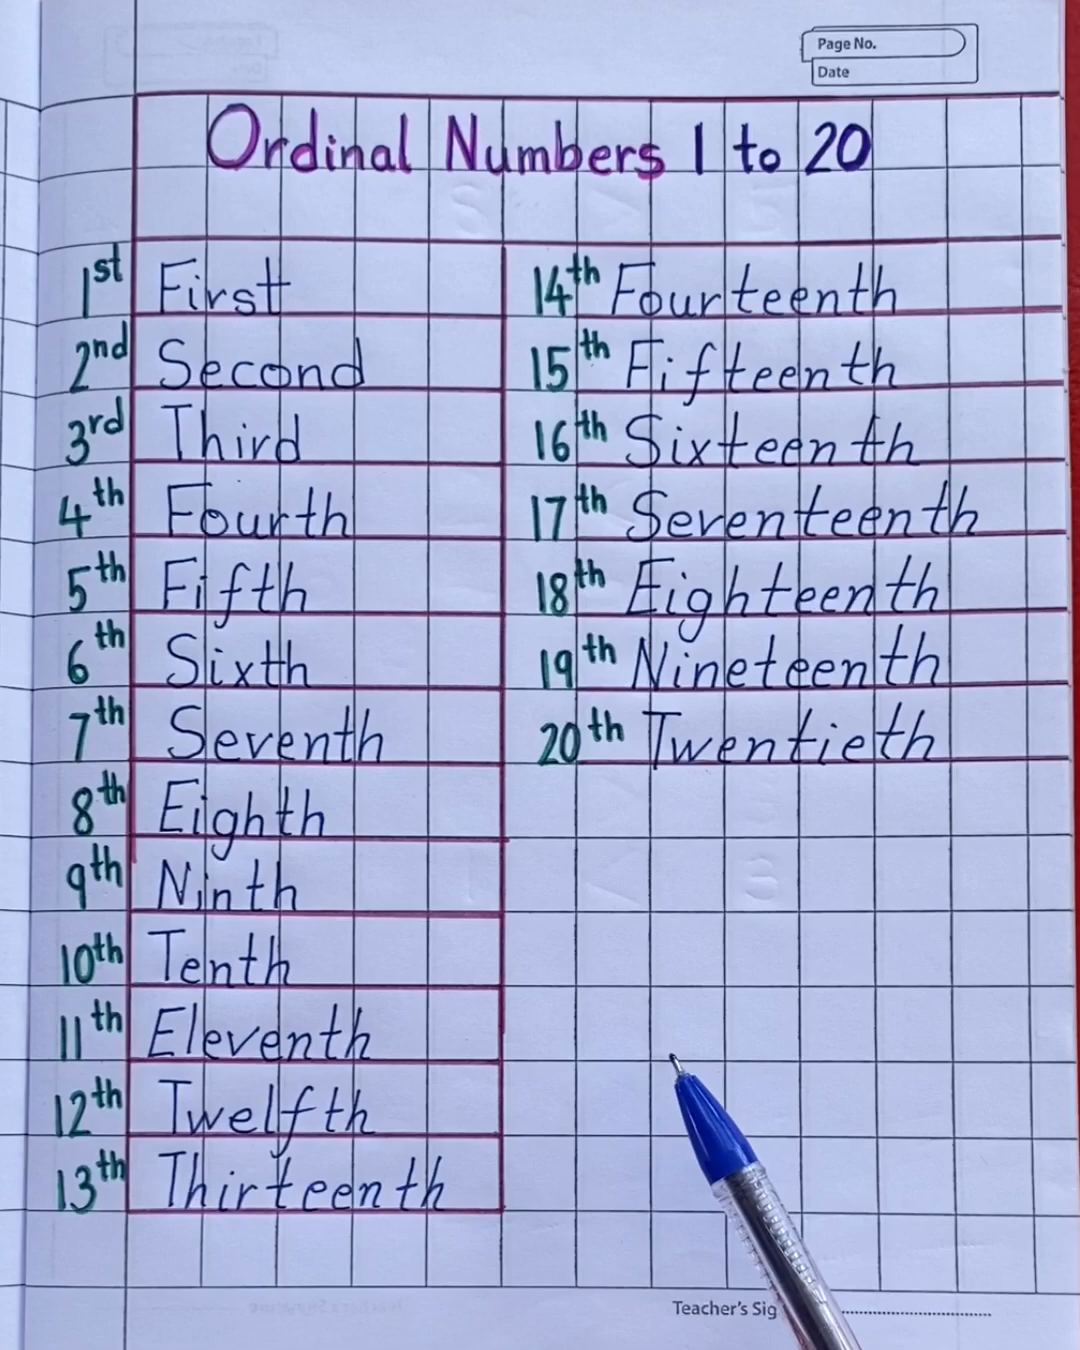 Page No.
Date
Ordinal Numbers 1 to 20
1st First
2nd Second
3rd Third
4th Fourth
5th Fifth
6th Sixth
7th Seventh
8th Eighth
9th Ninth
10th Tenth
11th Eleventh
12th Twelfth
13th Thirteenth
14th Fourteenth
15th Fifteenth
16th Sixteenth
17th Seventeenth
18th Eighteenth
19th Nineteenth
20th Twentieth
Teacher's Sig